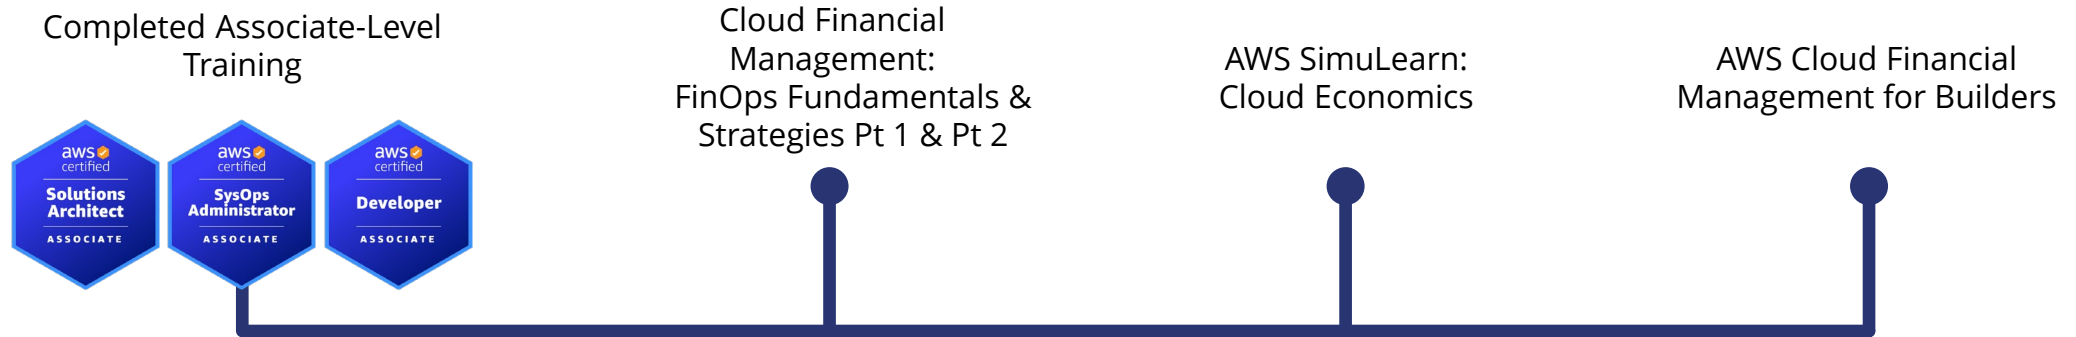 Completed Associate-Level
Training
aws
certified
Solutions
Architect
ASSOCIATE
aws
certified
SysOps
Administrator
ASSOCIATE
aws
certified
Developer
ASSOCIATE
Cloud Financial
Management:
FinOps Fundamentals &
Strategies Pt 1 & Pt 2
AWS SimuLearn:
Cloud Economics
AWS Cloud Financial
Management for Builders